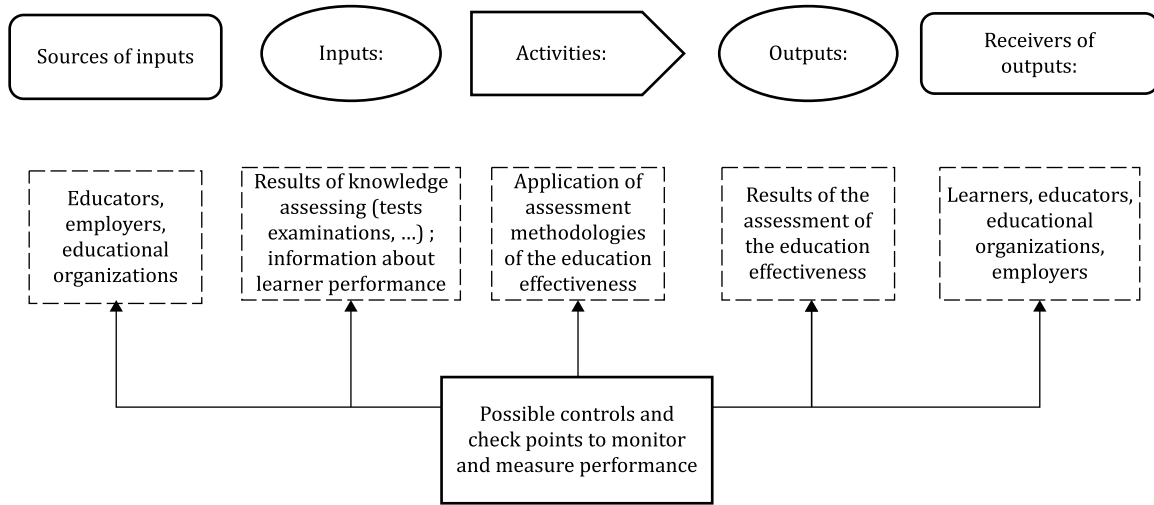 Sources of inputs
Inputs:
Activities:
Outputs:
Receivers of
outputs:
Educators,
employers,
educational
organizations
Results of knowledge
assessing (tests
examinations, ...) ;
information about
learner performance
Application of
assessment
methodologies
of the education
effectiveness
Results of the
assessment of
the education
effectiveness
Learners, educators,
educational
organizations,
employers
Possible controls and
check points to monitor
and measure performance